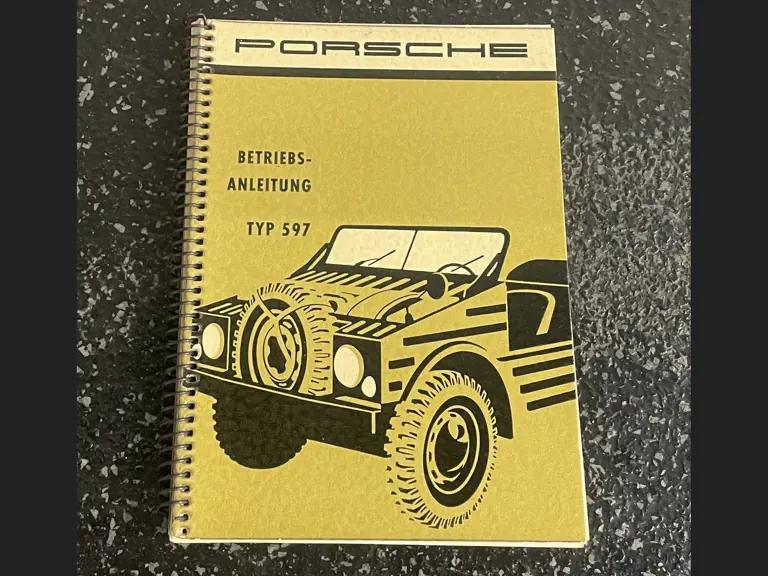 PORSCHE
BETRIEBS-
ANLEITUNG
TYP 597